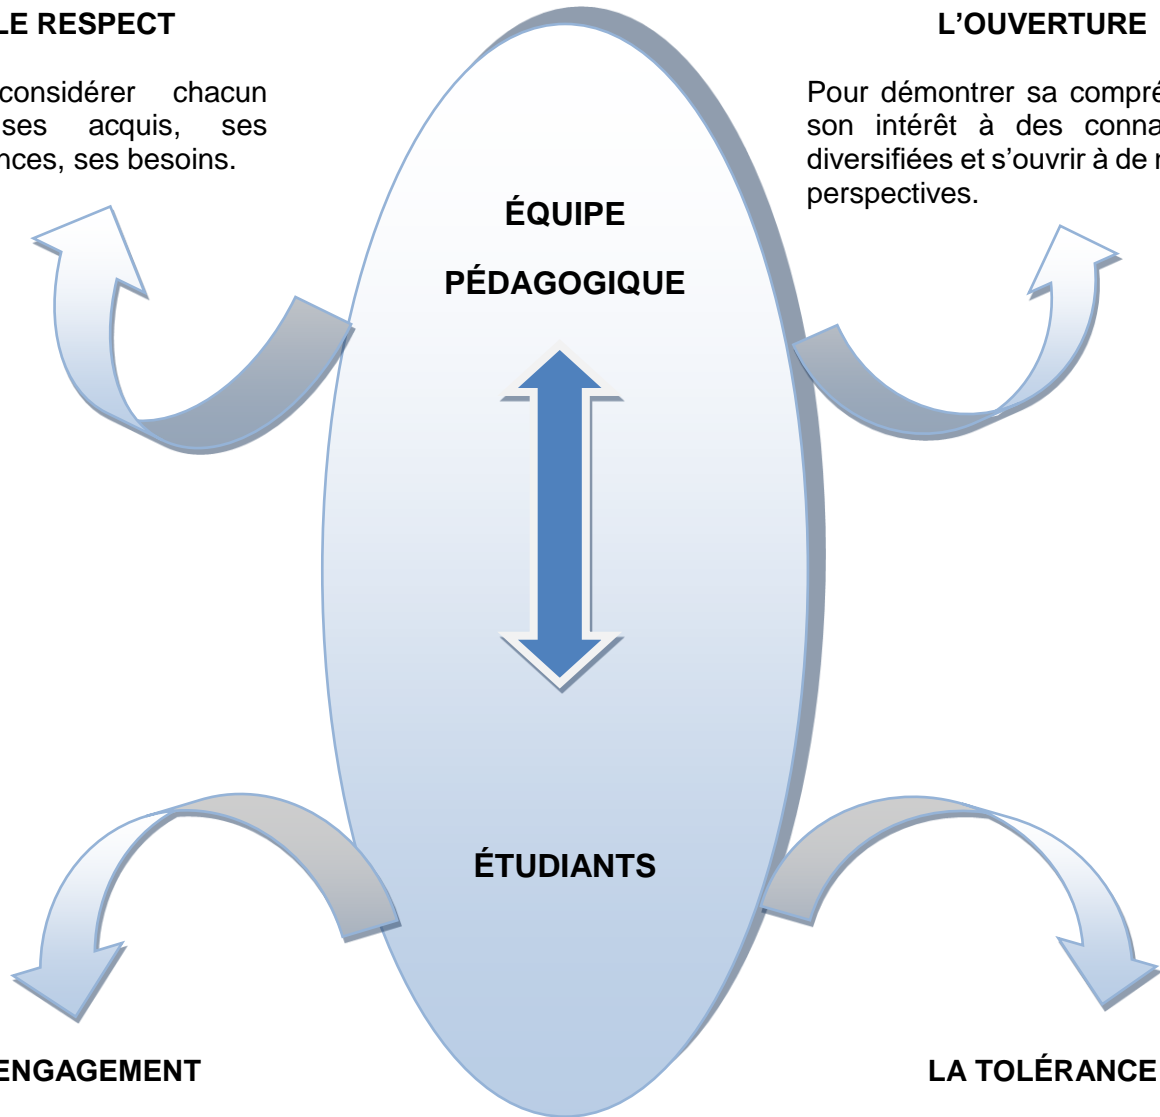 LE RESPECT
considérer chacun
ses acquis, ses
nces, ses besoins.
L’OUVERTURE
Pour démontrer sa compré
son intérêt à des conna
diversifiées et s’ouvrir à de
perspectives.
ÉQUIPE
PÉDAGOGIQUE
ÉTUDIANTS
ENGAGEMENT
LA TOLÉRANCE